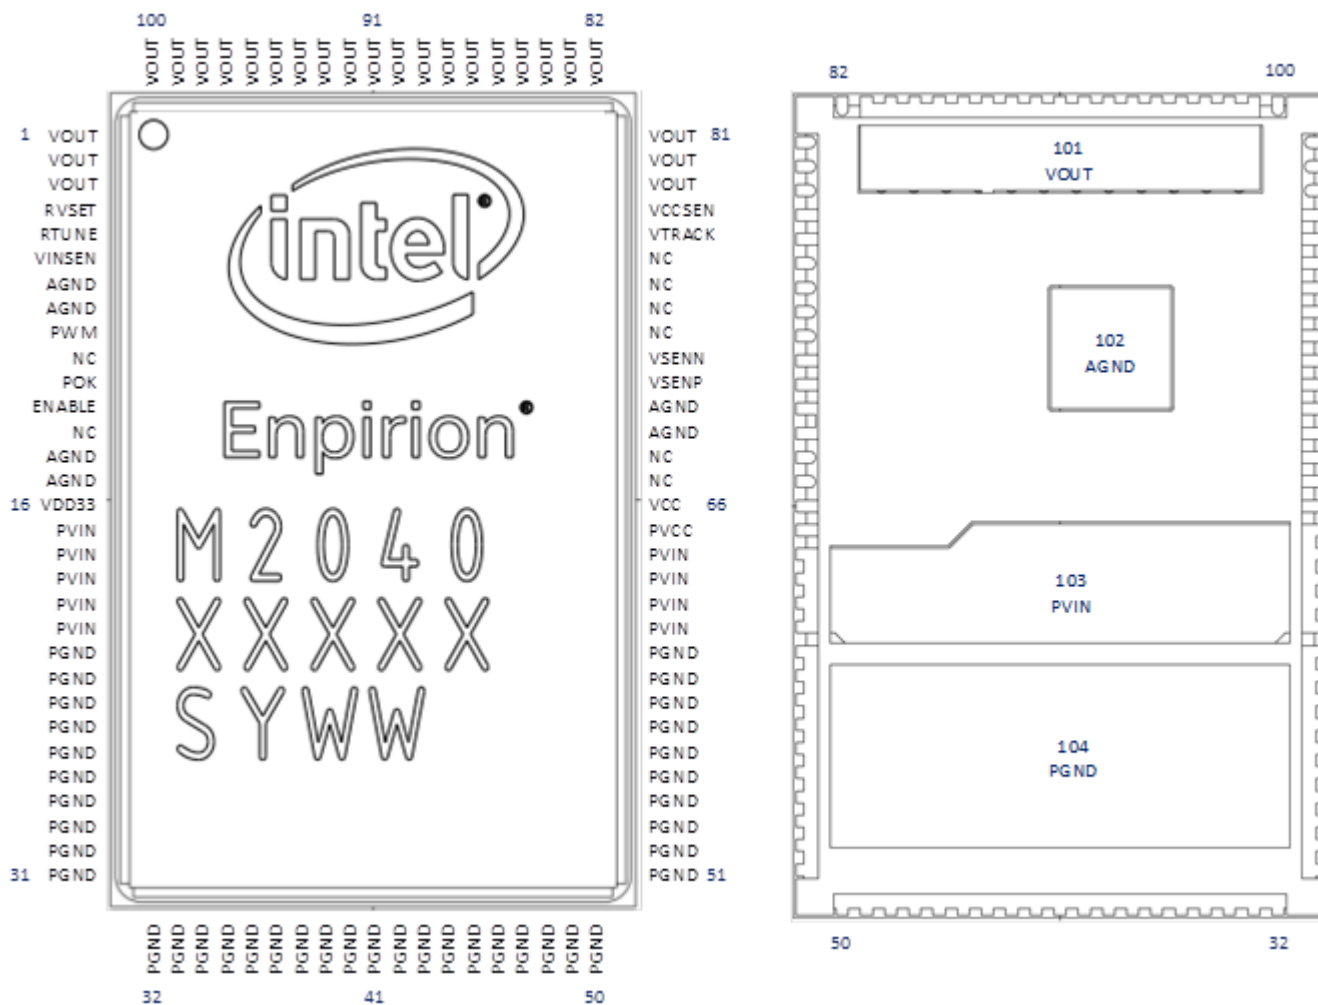 100 91 82
VOUT VOUT VOUT VOUT VOUT VOUT VOUT VOUT VOUT VOUT VOUT VOUT VOUT VOUT VOUT VOUT VOUT VOUT VOUT
1 VOUT
VOUT
VOUT
RVSET
RTUNE
VINSEN
AGND
AGND
PWM
NC
POK
ENABLE
NC
AGND
AGND
16 VDD33
PVIN
PVIN
PVIN
PVIN
PVIN
PGND
PGND
PGND
PGND
PGND
PGND
PGND
PGND
PGND
31 PGND
intel®
Enpirion®
M2040
XXXXX
SYWW
VOUT 81
VOUT
VOUT
VCCSEN
VTRACK
NC
NC
NC
NC
VSENN
VSENP
AGND
AGND
NC
NC
VCC 66
PVCC
PVIN
PVIN
PVIN
PVIN
PGND
PGND
PGND
PGND
PGND
PGND
PGND
PGND
PGND
PGND 51
PGND PGND PGND PGND PGND PGND PGND PGND PGND PGND PGND PGND PGND PGND PGND PGND PGND PGND PGND
32 41 50
82 100
101
VOUT
102
AGND
103
PVIN
104
PGND
50 32